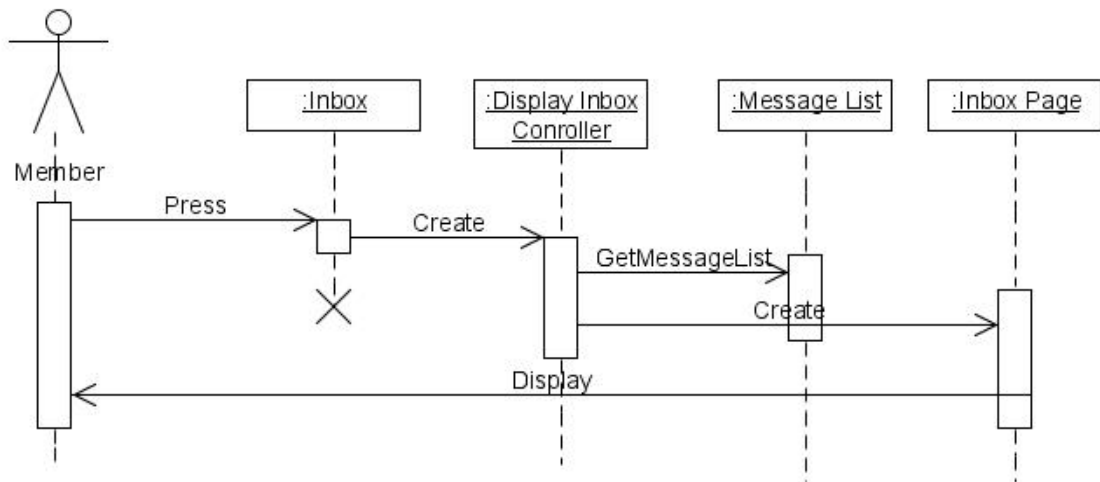 :Inbox
:Display Inbox
Conroller
:Message List
:Inbox Page
Member
Press
Create
GetMessageList
Create
Display